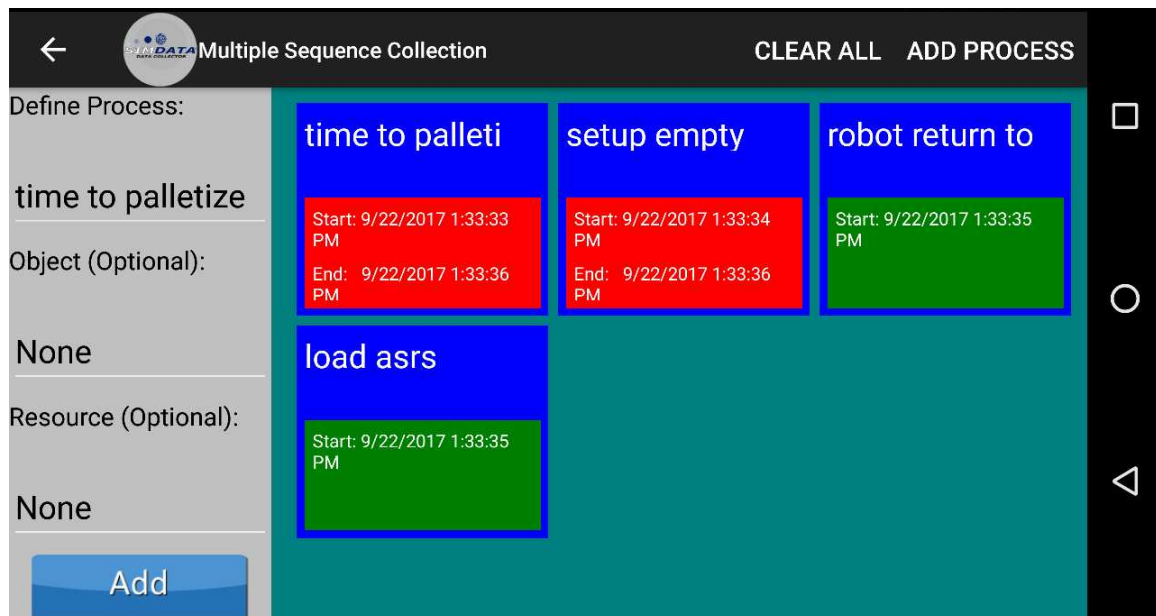 SIMDATA
DATA COLLECTOR
Multiple Sequence Collection
CLEAR ALL
ADD PROCESS
Define Process:
time to palletize
Object (Optional):
None
Resource (Optional):
None
Add
time to palleti
Start: 9/22/2017 1:33:33
PM
End: 9/22/2017 1:33:36
PM
setup empty
Start: 9/22/2017 1:33:34
PM
End: 9/22/2017 1:33:36
PM
robot return to
Start: 9/22/2017 1:33:35
PM
load asrs
Start: 9/22/2017 1:33:35
PM